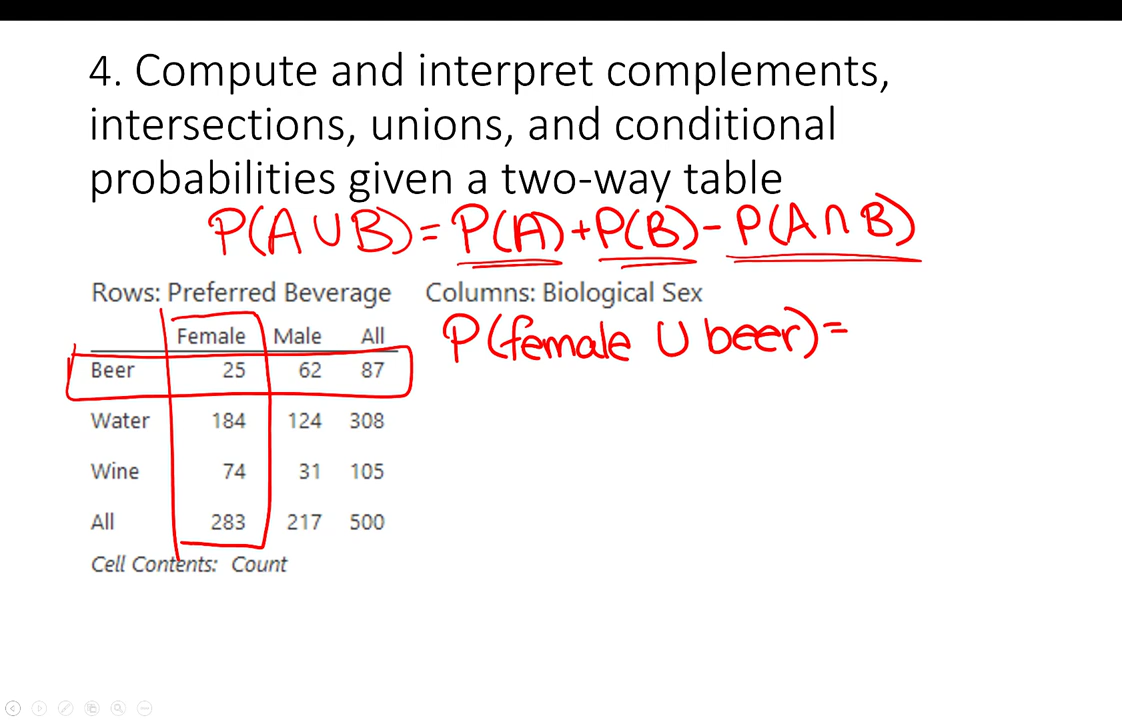 4. Compute and interpret complements,
intersections, unions, and conditional
probabilities given a two-way table
P(A∪B)=P(A)+P(B)-P(A∩B)
Rows: Preferred Beverage Columns: Biological Sex
Female Male All
P(female ∪ beer)=
Beer 25 62 87
Water 184 124 308
Wine 74 31 105
All 283 217 500
Cell Contents: Count